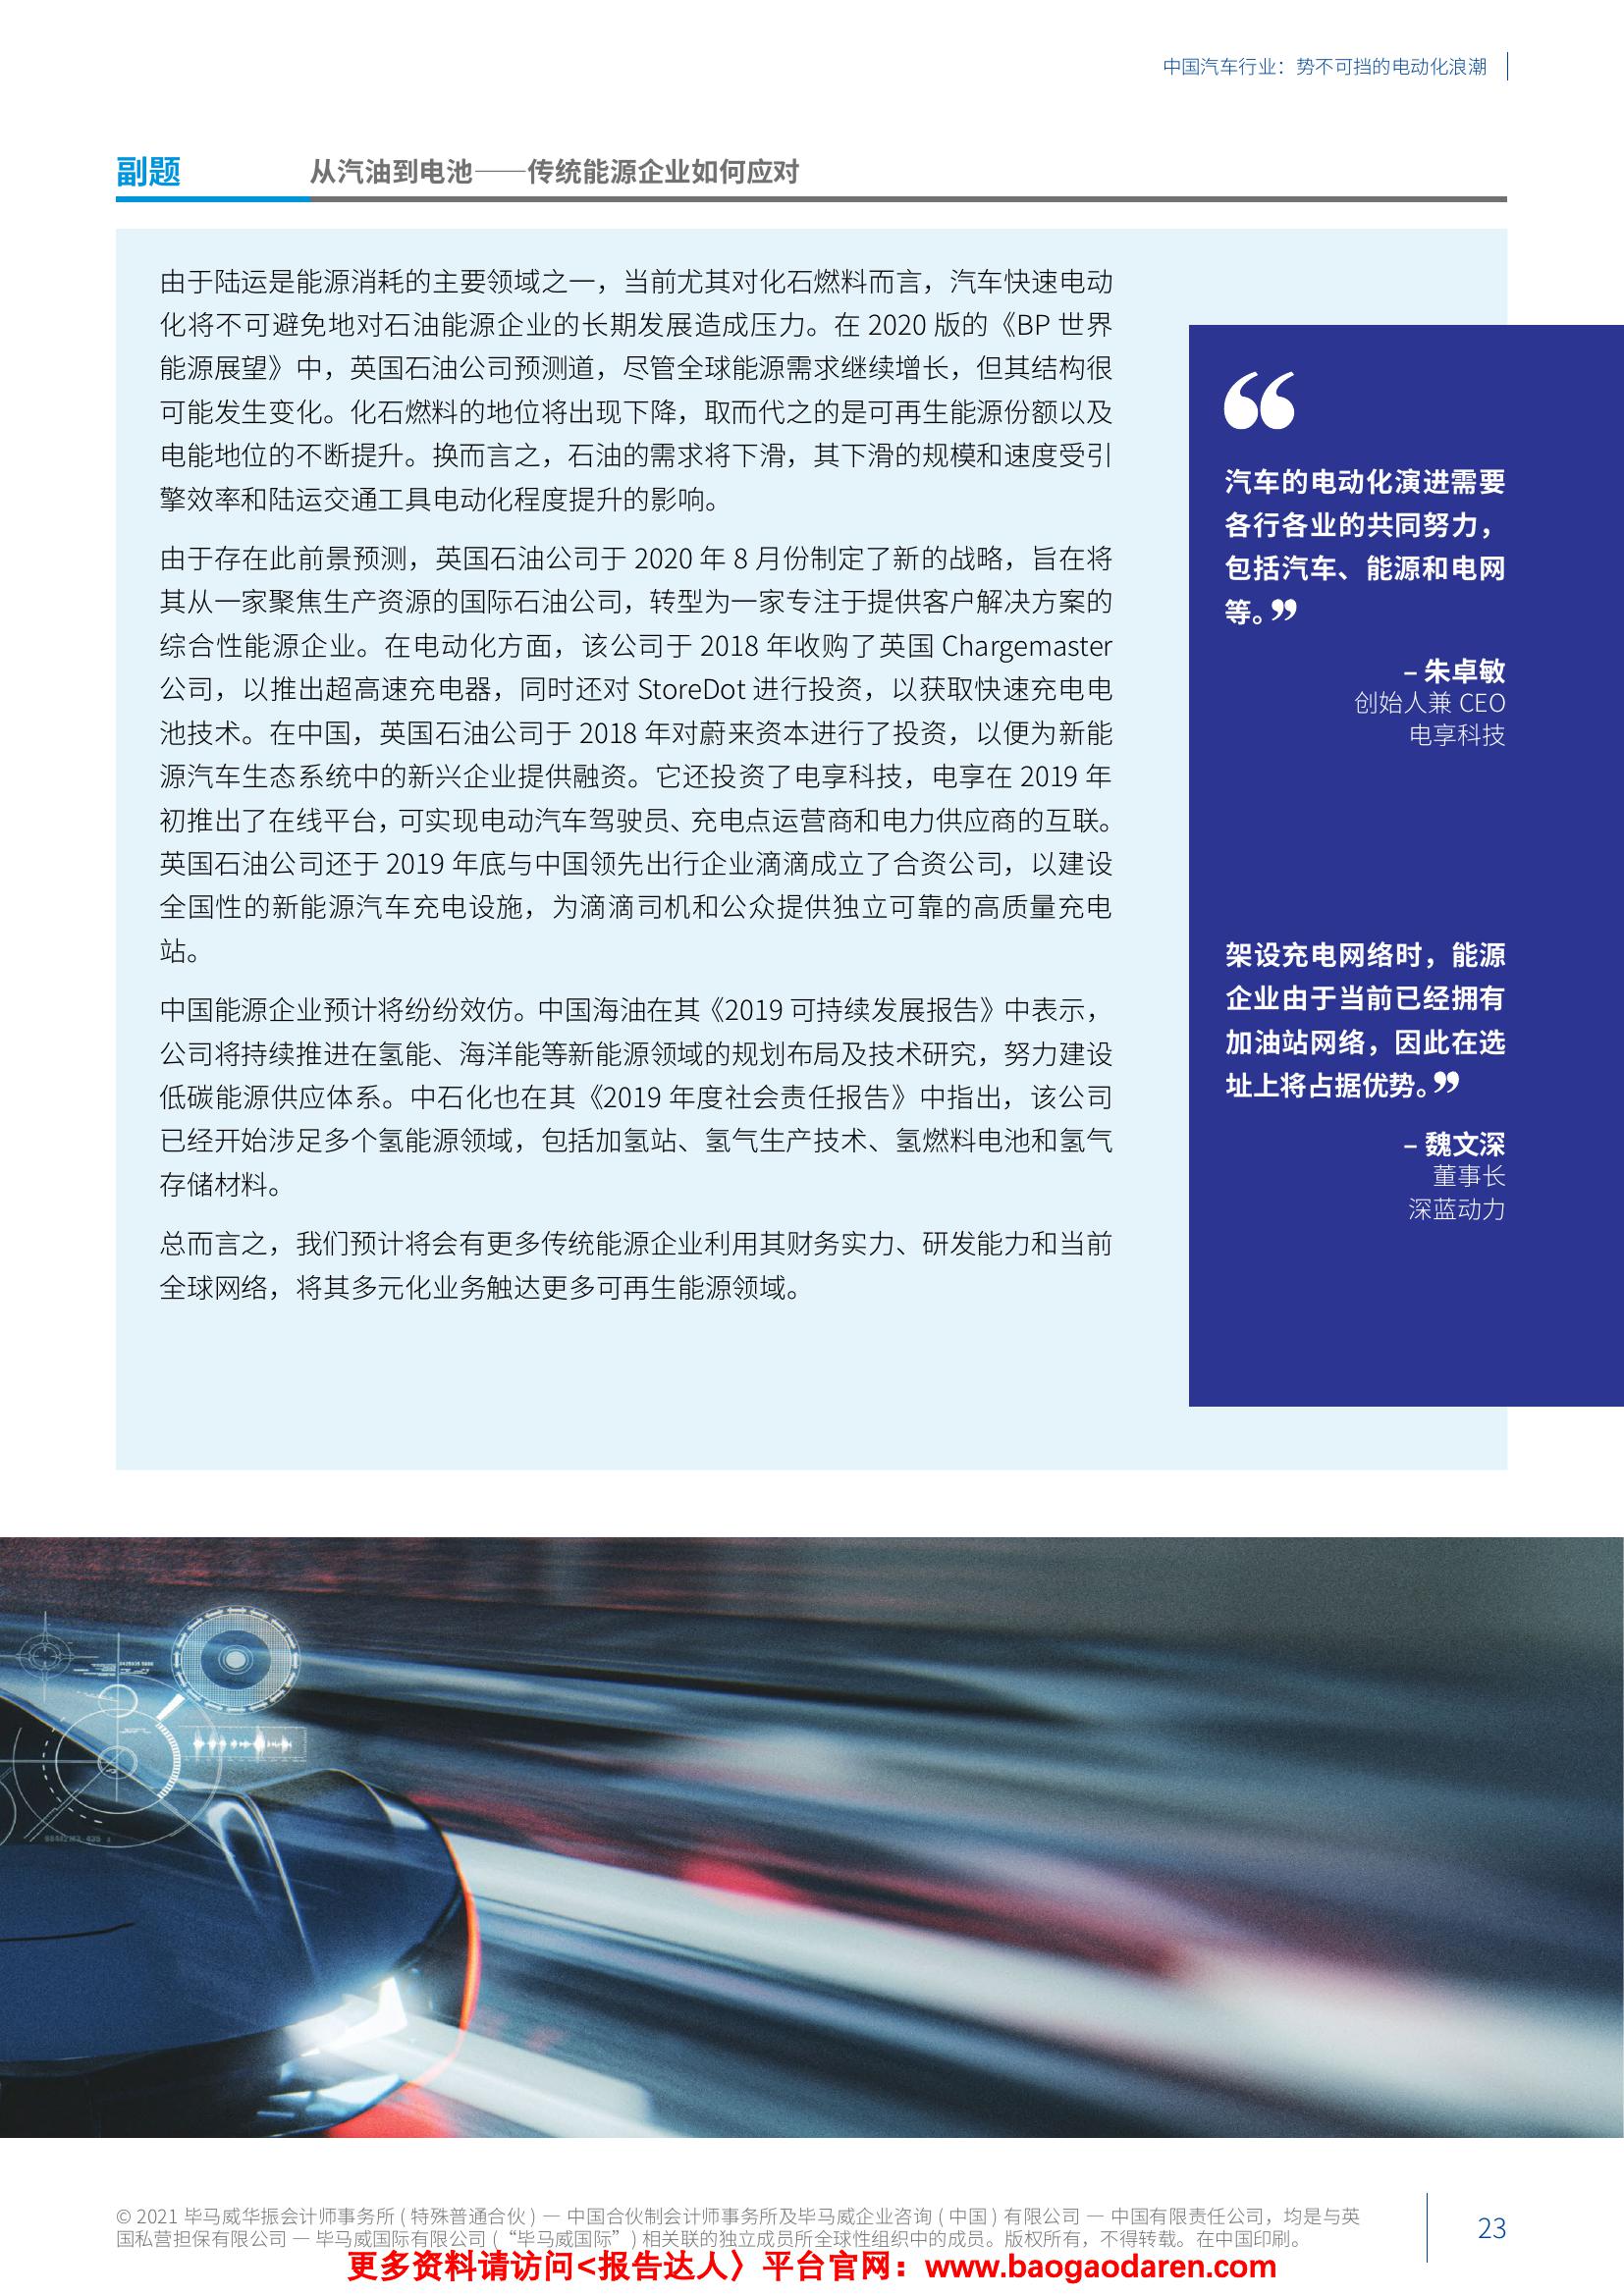 中国汽车行业：势不可挡的电动化浪潮
副题
从汽油到电池——传统能源企业如何应对
由于陆运是能源消耗的主要领域之一，当前尤其对化石燃料而言，汽车快速电动
化将不可避免地对石油能源企业的长期发展造成压力。在 2020 版的《BP 世界
能源展望》中，英国石油公司预测道，尽管全球能源需求继续增长，但其结构很
可能发生变化。化石燃料的地位将出现下降，取而代之的是可再生能源份额以及
电能地位的不断提升。换而言之，石油的需求将下滑，其下滑的规模和速度受引
擎效率和陆运交通工具电动化程度提升的影响。
由于存在此前景预测，英国石油公司于 2020 年 8 月份制定了新的战略，旨在将
其从一家聚焦生产资源的国际石油公司，转型为一家专注于提供客户解决方案的
综合性能源企业。在电动化方面，该公司于 2018 年收购了英国 Chargemaster
公司，以推出超高速充电器，同时还对 StoreDot 进行投资，以获取快速充电电
池技术。在中国，英国石油公司于 2018 年对蔚来资本进行了投资，以便为新能
源汽车生态系统中的新兴企业提供融资。它还投资了电享科技，电享在 2019 年
初推出了在线平台，可实现电动汽车驾驶员、充电点运营商和电力供应商的互联。
英国石油公司还于 2019 年底与中国领先出行企业滴滴成立了合资公司，以建设
全国性的新能源汽车充电设施，为滴滴司机和公众提供独立可靠的高质量充电
站。
中国能源企业预计将纷纷效仿。中国海油在其《2019 可持续发展报告》中表示，
公司将持续推进在氢能、海洋能等新能源领域的规划布局及技术研究，努力建设
低碳能源供应体系。中石化也在其《2019 年度社会责任报告》中指出，该公司
已经开始涉足多个氢能源领域，包括加氢站、氢气生产技术、氢燃料电池和氢气
存储材料。
总而言之，我们预计将会有更多传统能源企业利用其财务实力、研发能力和当前
全球网络，将其多元化业务触达更多可再生能源领域。
“
汽车的电动化演进需要
各行各业的共同努力，
包括汽车、能源和电网
等。”
– 朱卓敏
创始人兼 CEO
电享科技
架设充电网络时，能源
企业由于当前已经拥有
加油站网络，因此在选
址上将占据优势。”
– 魏文深
董事长
深蓝动力
© 2021 毕马威华振会计师事务所 ( 特殊普通合伙 ) — 中国合伙制会计师事务所及毕马威企业咨询 ( 中国 ) 有限公司 — 中国有限责任公司，均是与英
国私营担保有限公司 — 毕马威国际有限公司 (“毕马威国际”) 相关联的独立成员所全球性组织中的成员。版权所有，不得转载。在中国印刷。
23
更多资料请访问<报告达人〉平台官网：www.baogaodaren.com